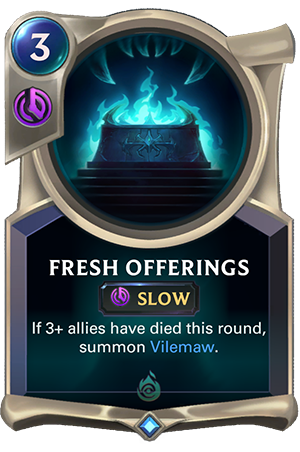 3
FRESH OFFERINGS
SLOW
If 3+ allies have died this round,
summon Vilemaw.